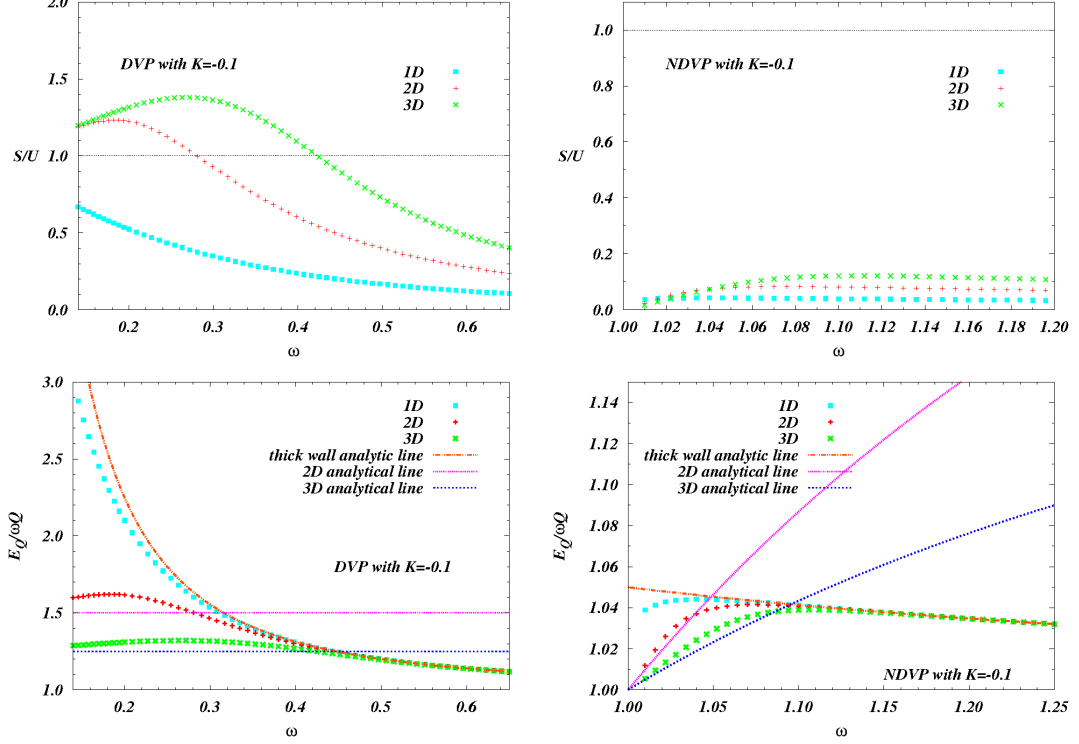 2.0
1.5
1.0
0.5
0.0
S/U
DVP with K=-0.1
1D
2D
3D
0.2 0.3 0.4 0.5 0.6
ω
1.0
0.8
0.6
0.4
0.2
0.0
S/U
NDVP with K=-0.1
1D
2D
3D
1.00 1.02 1.04 1.06 1.08 1.10 1.12 1.14 1.16 1.18 1.20
ω
3.0
2.5
2.0
1.5
1.0
E_Q/ωQ
1D
2D
3D
thick wall analytic line
2D analytical line
3D analytical line
DVP with K=-0.1
0.2 0.3 0.4 0.5 0.6
ω
1.14
1.12
1.10
1.08
1.06
1.04
1.02
1.00
E_Q/ωQ
1D
2D
3D
thick wall analytic line
2D analytical line
3D analytical line
NDVP with K=-0.1
1.00 1.05 1.10 1.15 1.20 1.25
ω